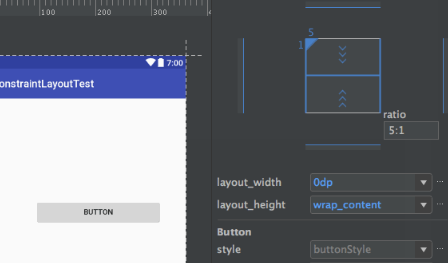 100
200
300
7:00
onstraintLayoutTest
BUTTON
5
1
ratio
5:1
layout_width
0dp
layout_height
wrap_content
Button
style
buttonStyle